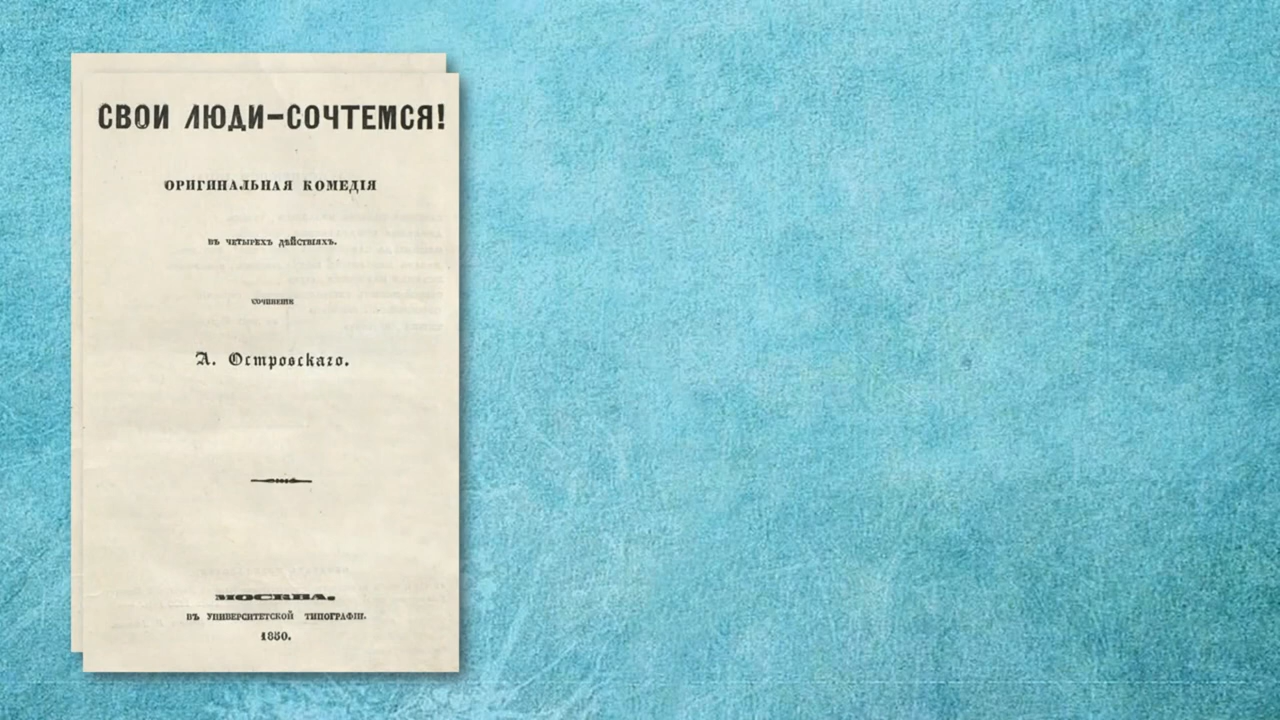 СВОИ ЛЮДИ-СОЧТЕМСЯ!
ОРИГИНАЛЬНАЯ КОМЕДІЯ
ВЪ ЧЕТЫРЕХЪ ДѢЙСТВІЯХЪ.
СОЧИНЕНІЕ
А. Островскаго.
МОСКВА.
ВЪ УНИВЕРСИТЕТСКОЙ ТИПОГРАФІИ.
1850.